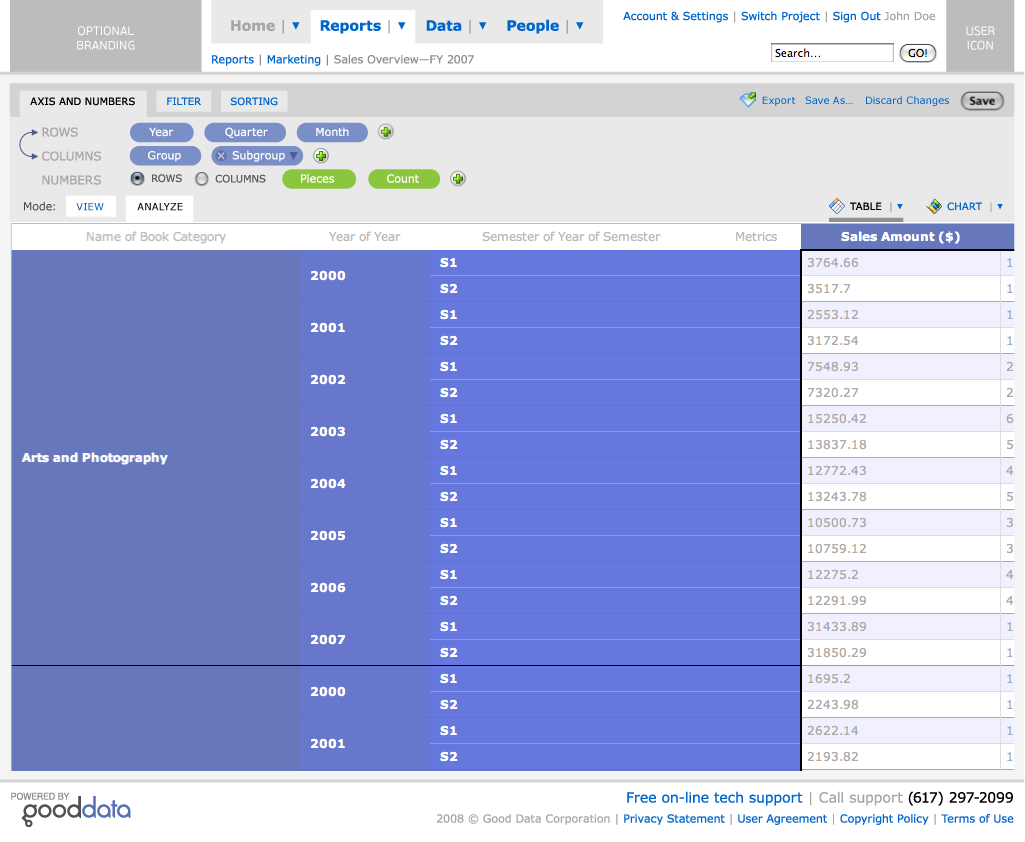 OPTIONAL
BRANDING
Home | ▼ Reports | ▼ Data | ▼ People | ▼
Account & Settings | Switch Project | Sign Out John Doe
USER
ICON
Reports | Marketing | Sales Overview—FY 2007
Search... GO!
AXIS AND NUMBERS FILTER SORTING
Export Save As... Discard Changes Save
ROWS Year Quarter Month
COLUMNS Group Subgroup
NUMBERS ROWS COLUMNS Pieces Count
Mode: VIEW ANALYZE TABLE | ▼ CHART | ▼
Name of Book Category Year of Year Semester of Year of Semester Metrics Sales Amount ($)
Arts and Photography
2000 S1 3764.66 1
S2 3517.7 1
2001 S1 2553.12 1
S2 3172.54 1
2002 S1 7548.93 2
S2 7320.27 2
2003 S1 15250.42 6
S2 13837.18 5
2004 S1 12772.43 4
S2 13243.78 5
2005 S1 10500.73 3
S2 10759.12 3
2006 S1 12275.2 4
S2 12291.99 4
2007 S1 31433.89 1
S2 31850.29 1
2000 S1 1695.2 1
S2 2243.98 1
2001 S1 2622.14 1
S2 2193.82 1
POWERED BY
gooddata
Free on-line tech support | Call support (617) 297-2099
2008 © Good Data Corporation | Privacy Statement | User Agreement | Copyright Policy | Terms of Use